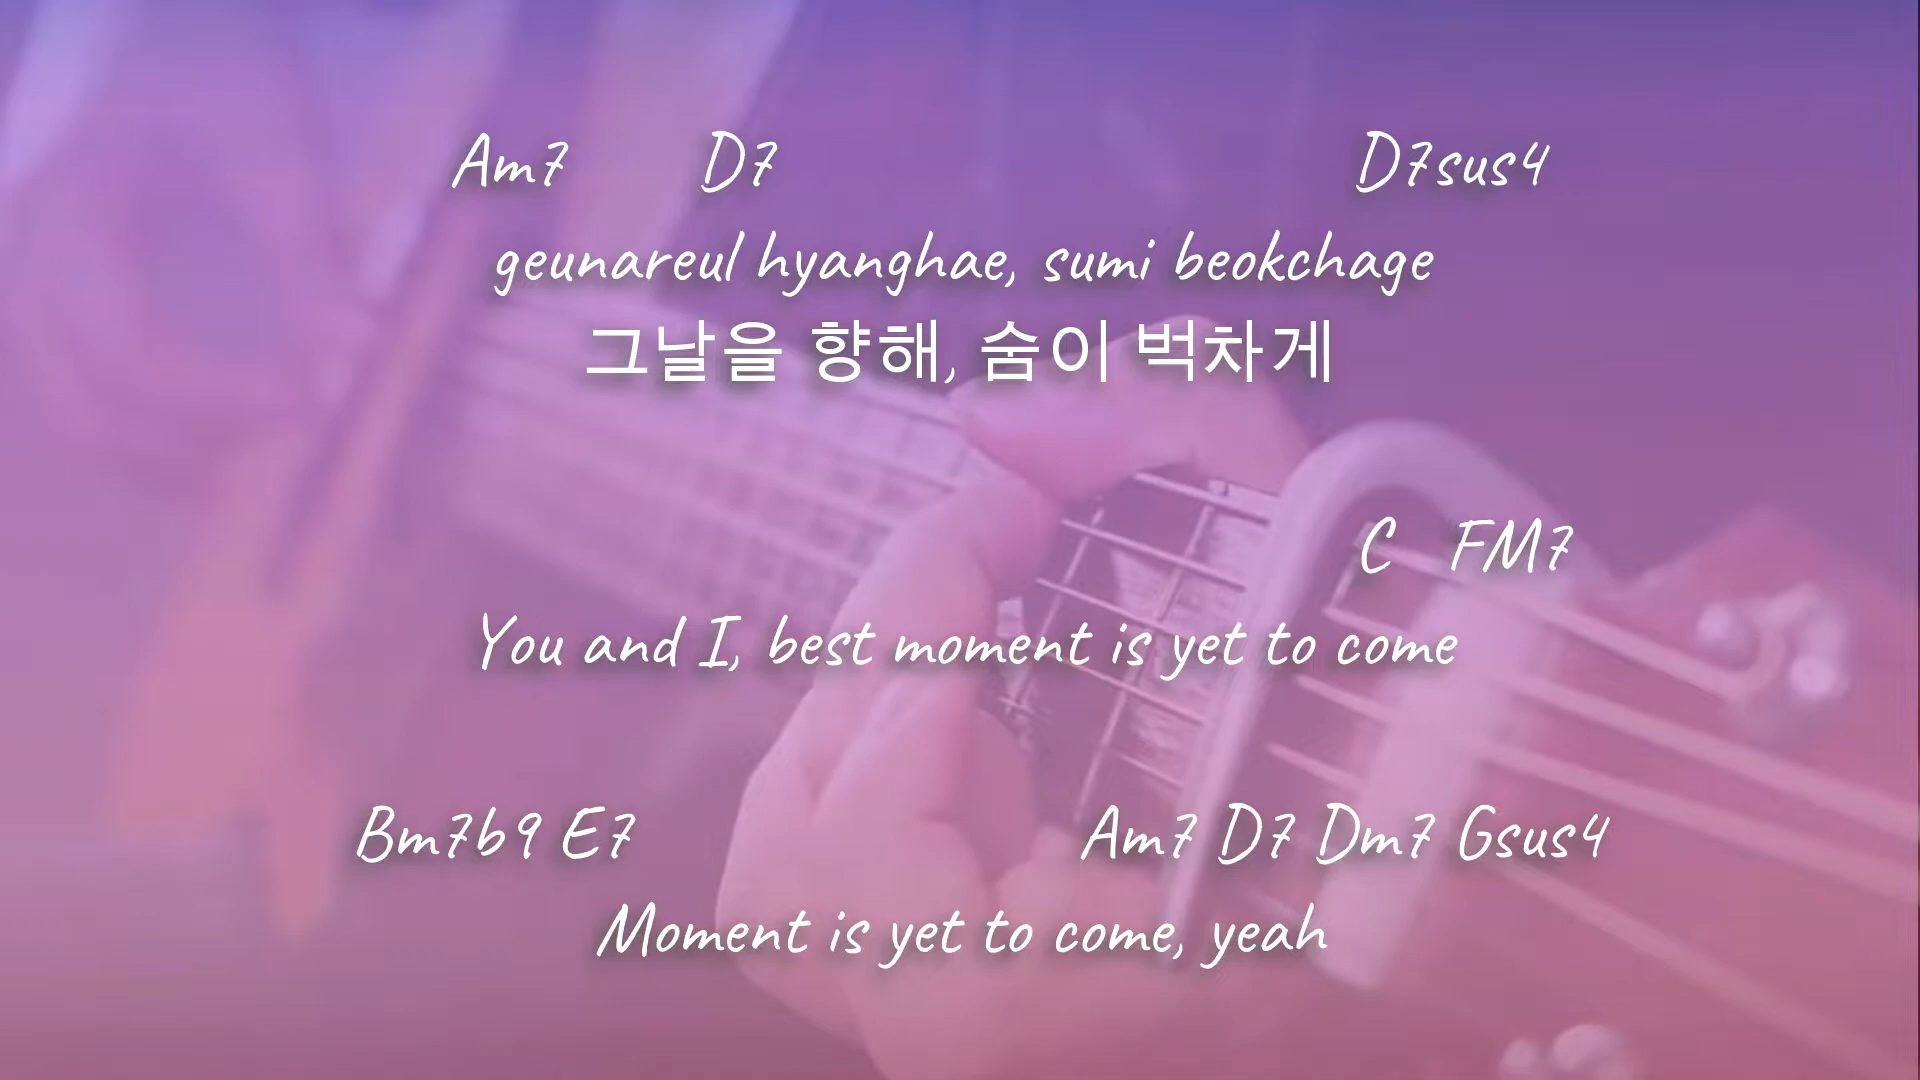 Am7 D7 D7sus4
geunareul hyanghae, sumi beokchage
그날을 향해, 숨이 벅차게
C FM7
You and I, best moment is yet to come
Bm7b9 E7 Am7 D7 Dm7 Gsus4
Moment is yet to come, yeah